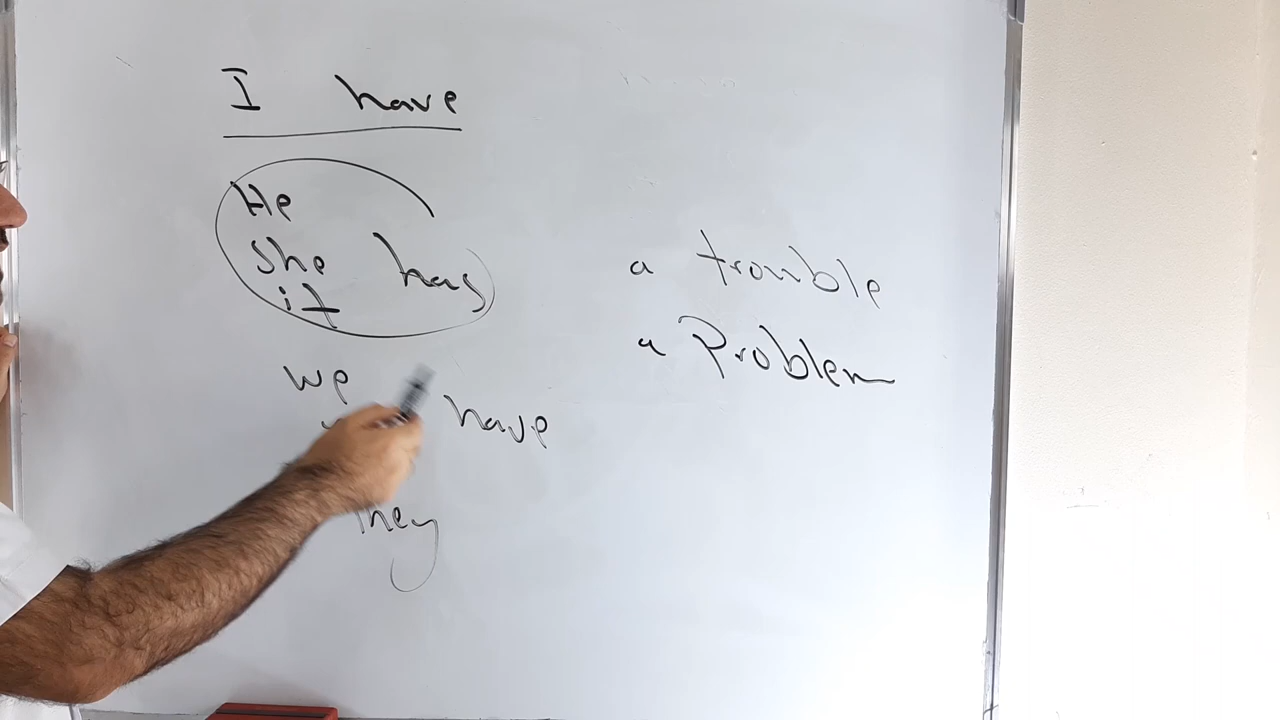 I have
He
she has
it
we
have
they
a trouble
a Problem